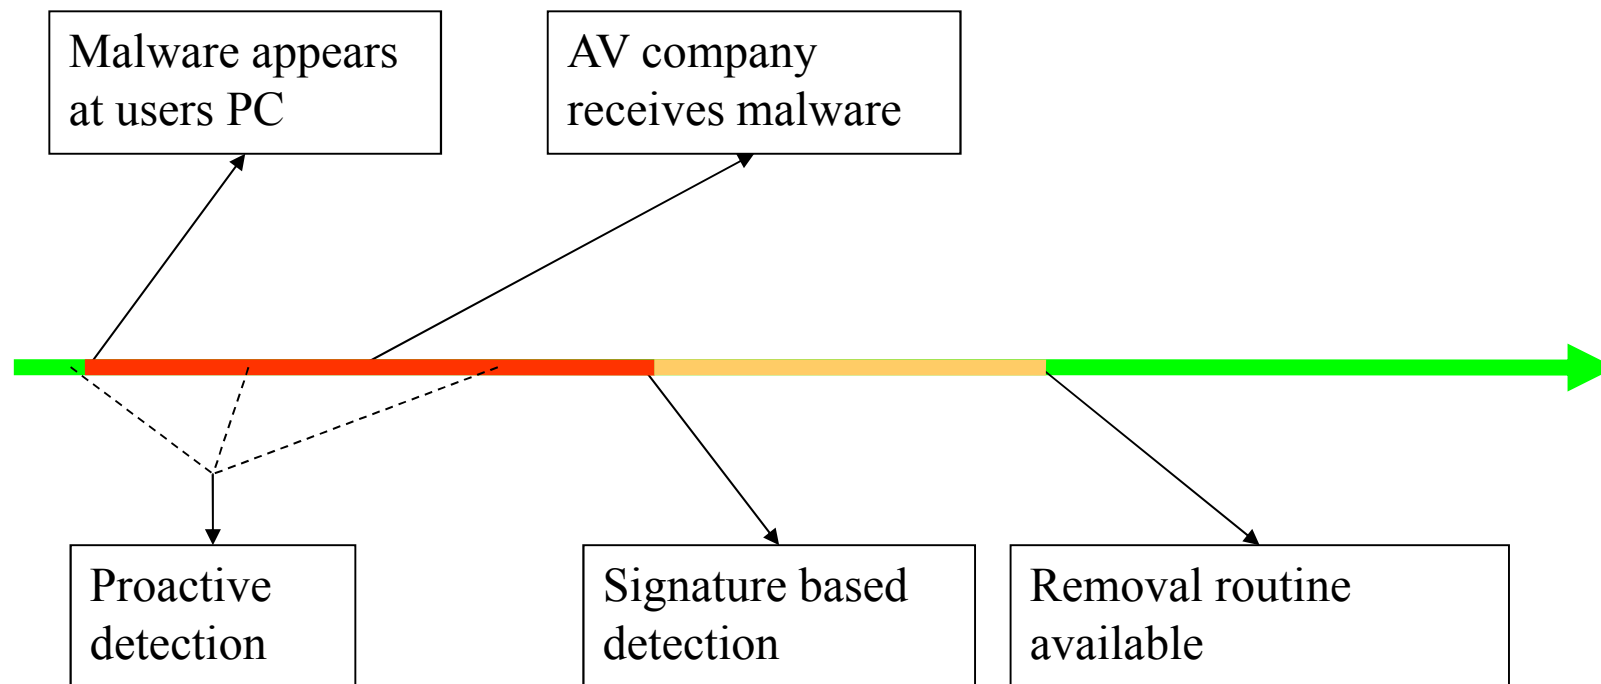 Malware appears
at users PC
AV company
receives malware
Proactive
detection
Signature based
detection
Removal routine
available